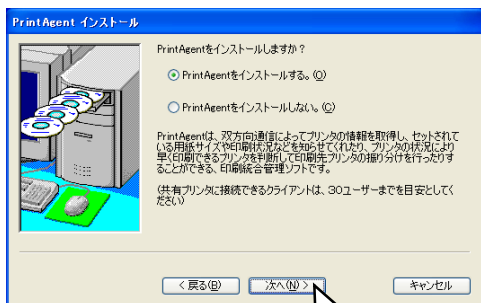 PrintAgent インストール
PrintAgentをインストールしますか？
PrintAgentをインストールする。(O)
PrintAgentをインストールしない。(C)
PrintAgentは、双方向通信によってプリンタの情報を取得し、セットされて
いる用紙サイズや印刷状況などを知らせてくれたり、プリンタの状況により
早く印刷できるプリンタを判断して印刷先プリンタの振り分けを行ったりす
ることができる、印刷統合管理ソフトです。
(共有プリンタに接続できるクライアントは、30ユーザーまでを目安としてく
ださい)
< 戻る(B)
次へ(N) >
キャンセル